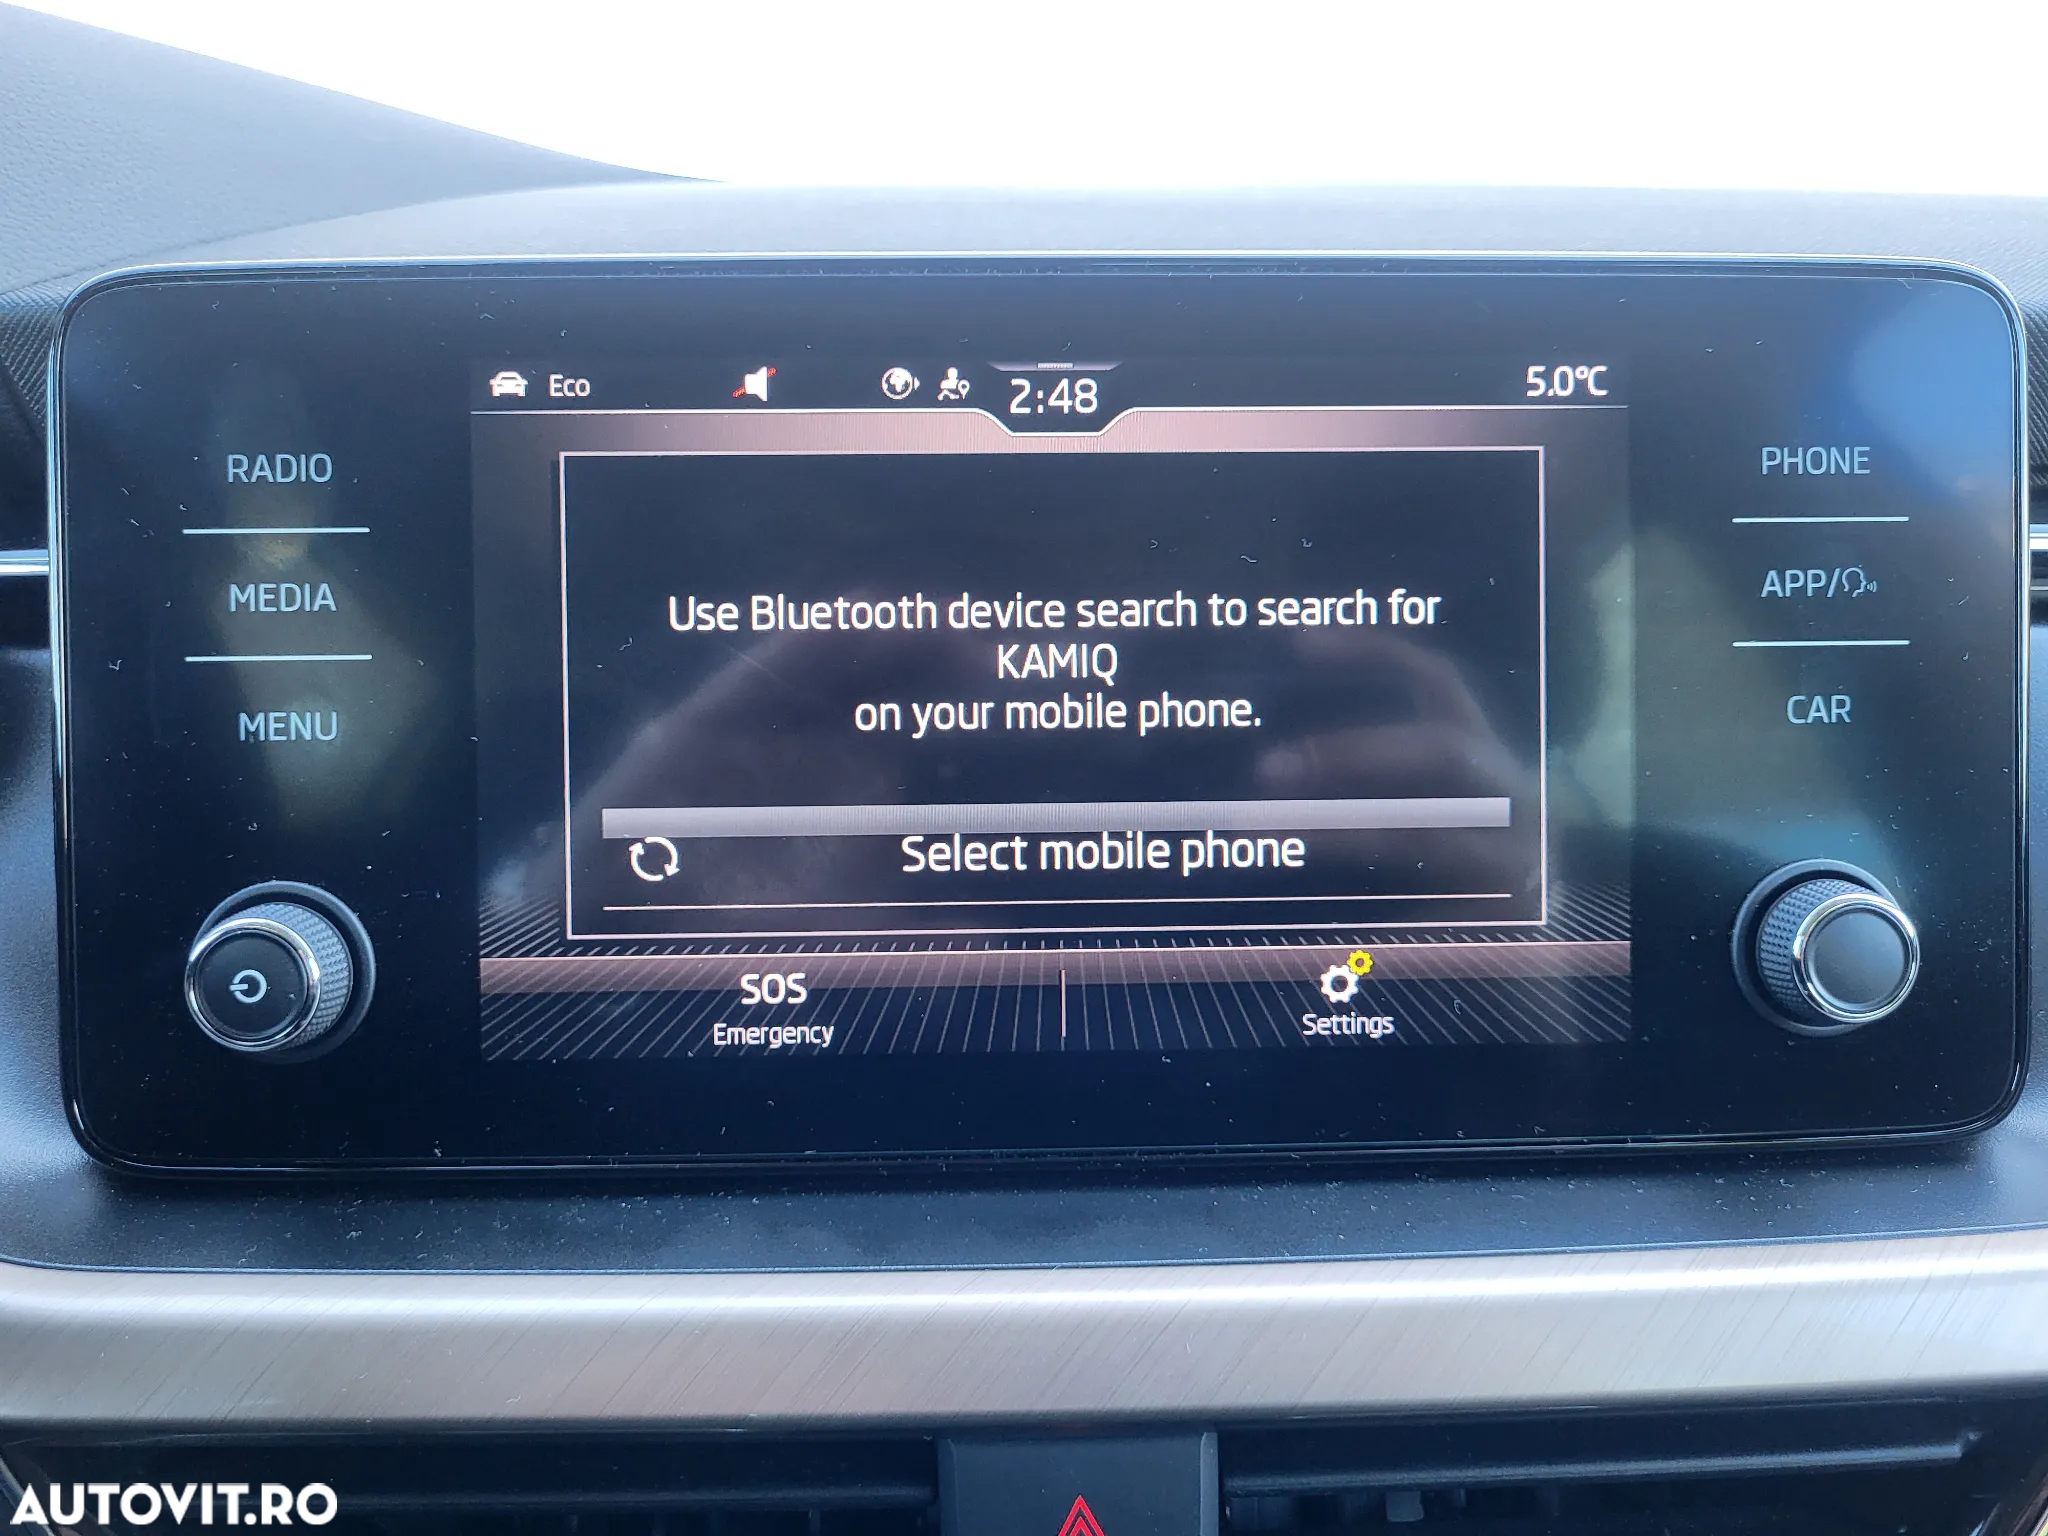 Eco
2:48
5.0°C
RADIO
MEDIA
MENU
Use Bluetooth device search to search for
KAMIQ
on your mobile phone.
Select mobile phone
SOS
Emergency
Settings
PHONE
APP/
CAR
AUTOVIT.RO